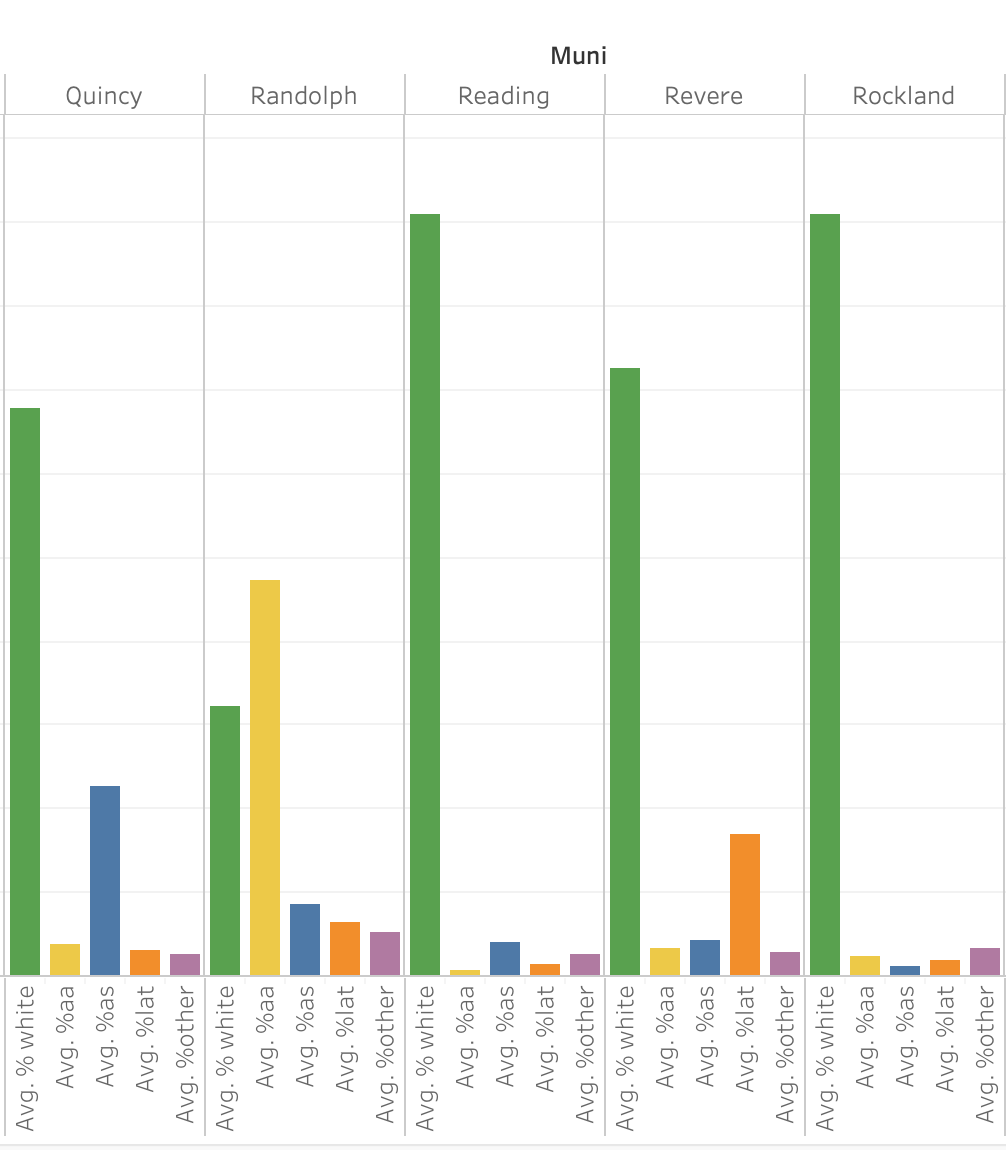 Muni
Quincy Randolph Reading Revere Rockland
Avg. % white Avg. %aa Avg. %as Avg. %lat Avg. %other Avg. % white Avg. %aa Avg. %as Avg. %lat Avg. %other Avg. % white Avg. %aa Avg. %as Avg. %lat Avg. %other Avg. % white Avg. %aa Avg. %as Avg. %lat Avg. %other Avg. % white Avg. %aa Avg. %as Avg. %lat Avg. %other